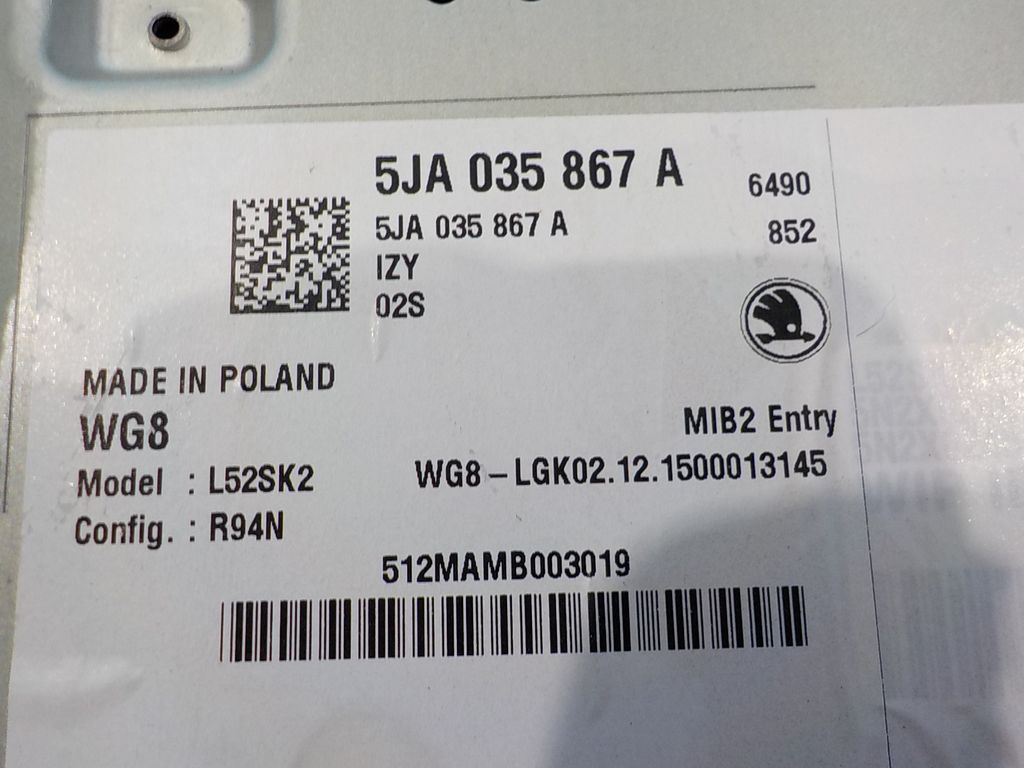 5JA 035 867 A
6490
5JA 035 867 A
852
IZY
02S
MADE IN POLAND
WG8
MIB2 Entry
Model : L52SK2
WG8-LGK02.12.1500013145
Config. : R94N
512MAMB003019